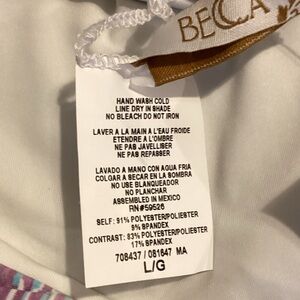 BECCA
HAND WASH COLD
LINE DRY IN SHADE
NO BLEACH DO NOT IRON
LAVER A LA MAIN A L'EAU FROIDE
ETENDRE A L'OMBRE
NE PAS JAVELLISER
NE PAS REPASSER
LAVADO A MANO CON AGUA FRIA
COLGAR A SECAR EN LA SOMBRA
NO USE BLANQUEADOR
NO PLANCHAR
ASSEMBLED IN MEXICO
RN#59526
SELF: 91% POLYESTER/POLIESTER
9% SPANDEX
CONTRAST: 83% POLYESTER/POLIESTER
17% SPANDEX
708437 / 081647 MA
L/G